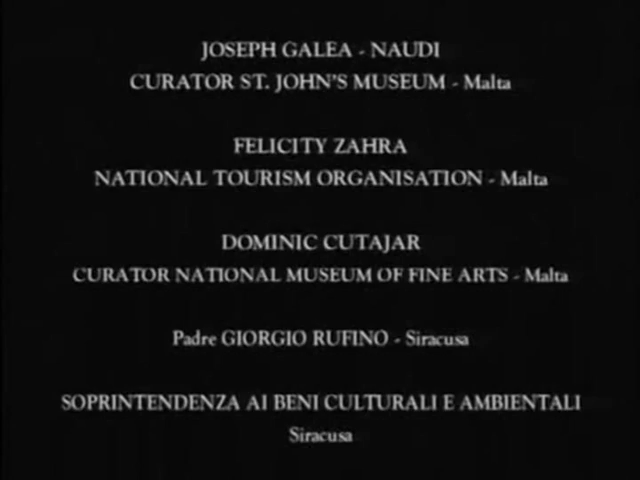 JOSEPH GALEA - NAUDI
CURATOR ST. JOHN'S MUSEUM - Malta
FELICITY ZAHRA
NATIONAL TOURISM ORGANISATION - Malta
DOMINIC CUTAJAR
CURATOR NATIONAL MUSEUM OF FINE ARTS - Malta
Padre GIORGIO RUFINO - Siracusa
SOPRINTENDENZA AI BENI CULTURALI E AMBIENTALI
Siracusa